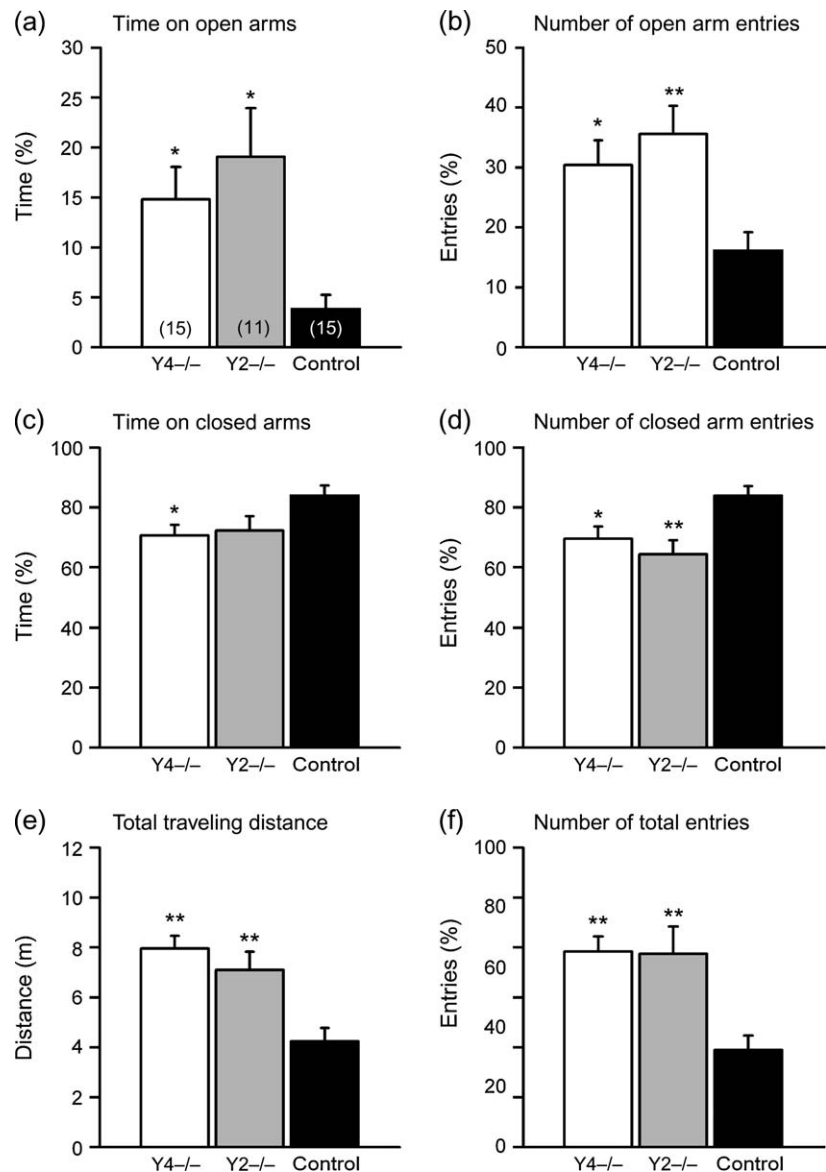 (a) Time on open arms
30
25
20
15
10
5
0
Time (%)
*
*
(15)
(11)
(15)
Y4–/– Y2–/– Control
(b) Number of open arm entries
50
40
30
20
10
0
Entries (%)
*
**
Y4–/– Y2–/– Control
(c) Time on closed arms
100
80
60
40
20
0
Time (%)
*
Y4–/– Y2–/– Control
(d) Number of closed arm entries
100
80
60
40
20
0
Entries (%)
*
**
Y4–/– Y2–/– Control
(e) Total traveling distance
12
10
8
6
4
2
0
Distance (m)
**
**
Y4–/– Y2–/– Control
(f) Number of total entries
100
80
60
40
20
0
Entries (%)
**
**
Y4–/– Y2–/– Control